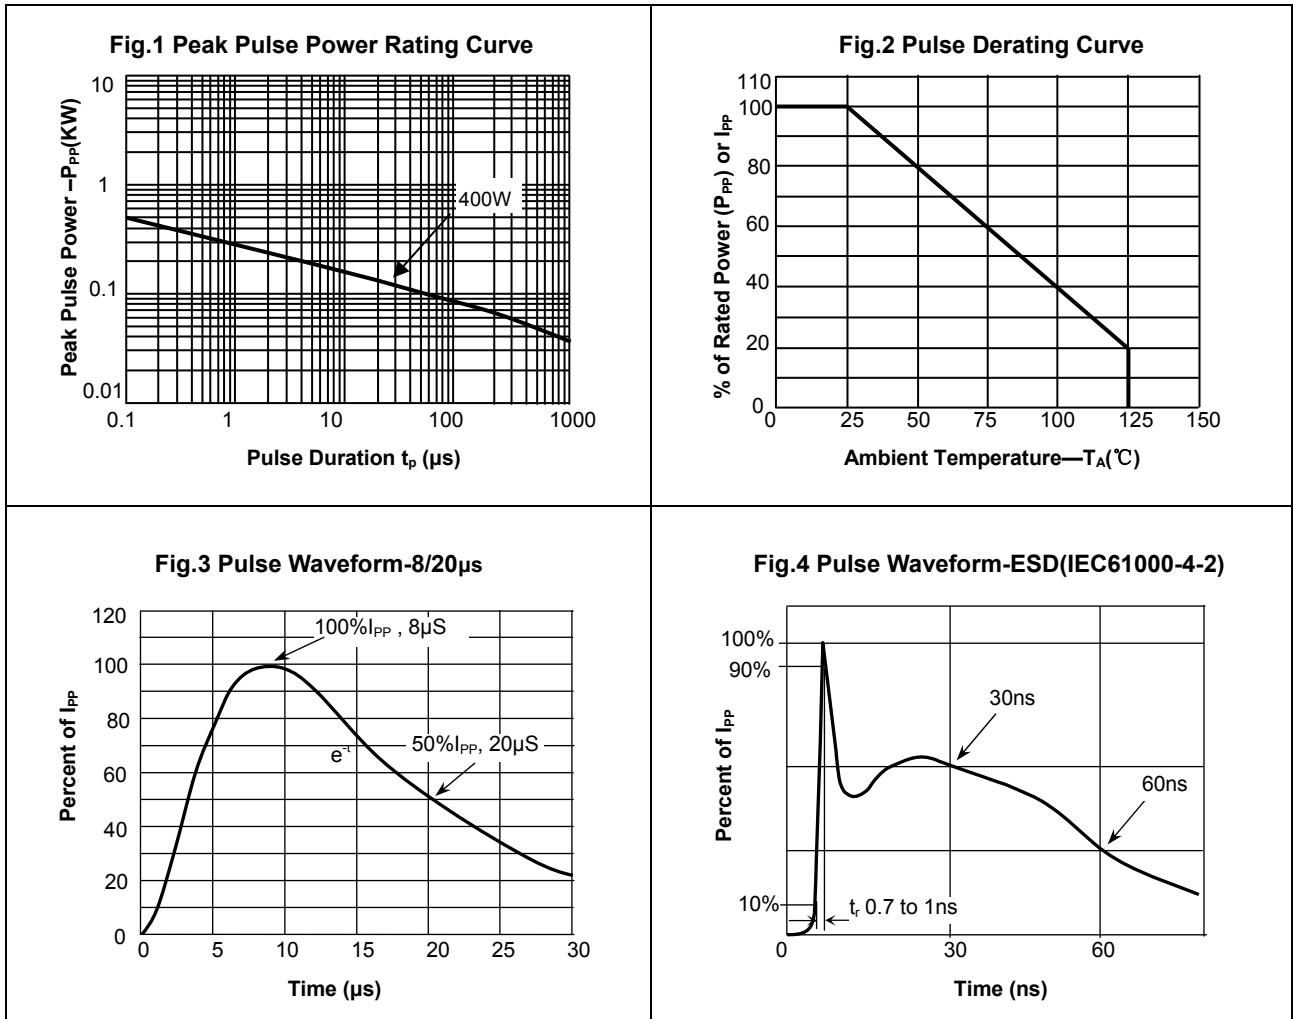 Fig.1 Peak Pulse Power Rating Curve
Peak Pulse Power –PPP(KW)
10
1
0.1
0.01
400W
0.1 1 10 100 1000
Pulse Duration tp (µs)
Fig.2 Pulse Derating Curve
% of Rated Power (PPP) or IPP
110
100
80
60
40
20
0
0 25 50 75 100 125 150
Ambient Temperature—TA(℃)
Fig.3 Pulse Waveform-8/20µs
Percent of IPP
120
100
80
60
40
20
0
100%IPP , 8µS
e-t
50%IPP, 20µS
0 5 10 15 20 25 30
Time (µs)
Fig.4 Pulse Waveform-ESD(IEC61000-4-2)
Percent of IPP
100%
90%
10%
30ns
60ns
tr 0.7 to 1ns
0 30 60
Time (ns)